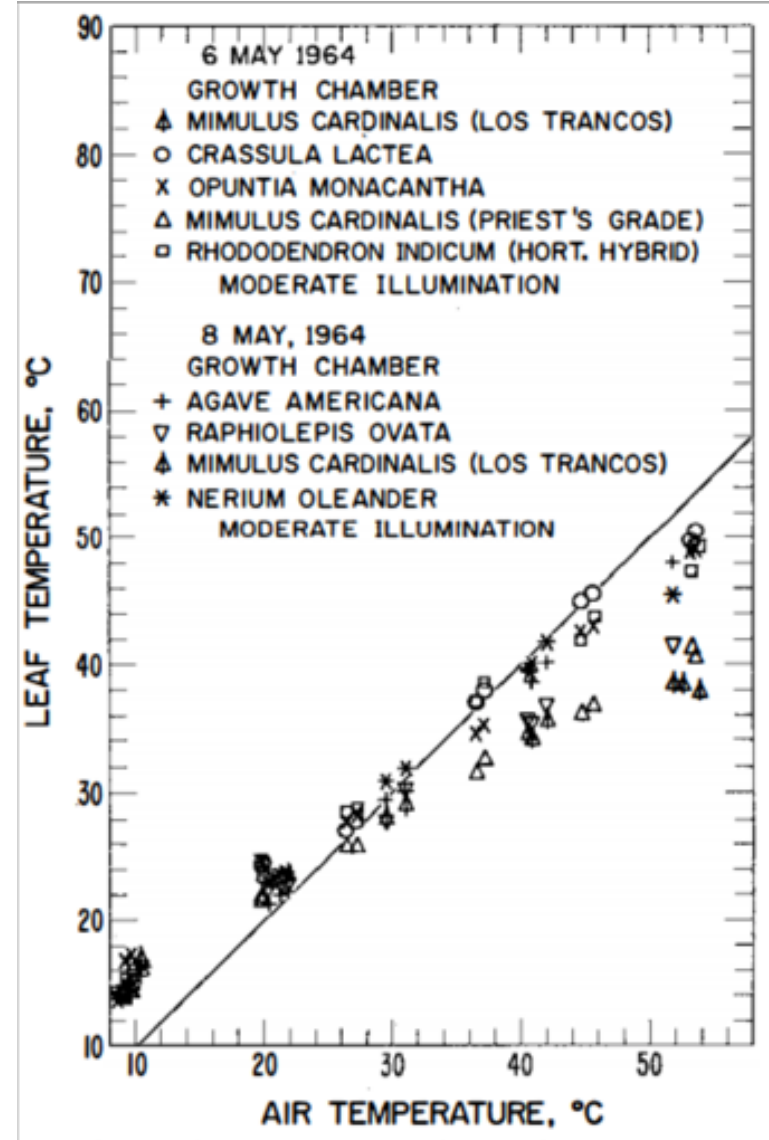 90
80
70
60
50
40
30
20
10
LEAF TEMPERATURE, °C
6 MAY 1964
GROWTH CHAMBER
MIMULUS CARDINALIS (LOS TRANCOS)
CRASSULA LACTEA
OPUNTIA MONACANTHA
MIMULUS CARDINALIS (PRIEST'S GRADE)
RHODODENDRON INDICUM (HORT. HYBRID)
MODERATE ILLUMINATION
8 MAY, 1964
GROWTH CHAMBER
AGAVE AMERICANA
RAPHIOLEPIS OVATA
MIMULUS CARDINALIS (LOS TRANCOS)
NERIUM OLEANDER
MODERATE ILLUMINATION
10 20 30 40 50
AIR TEMPERATURE, °C